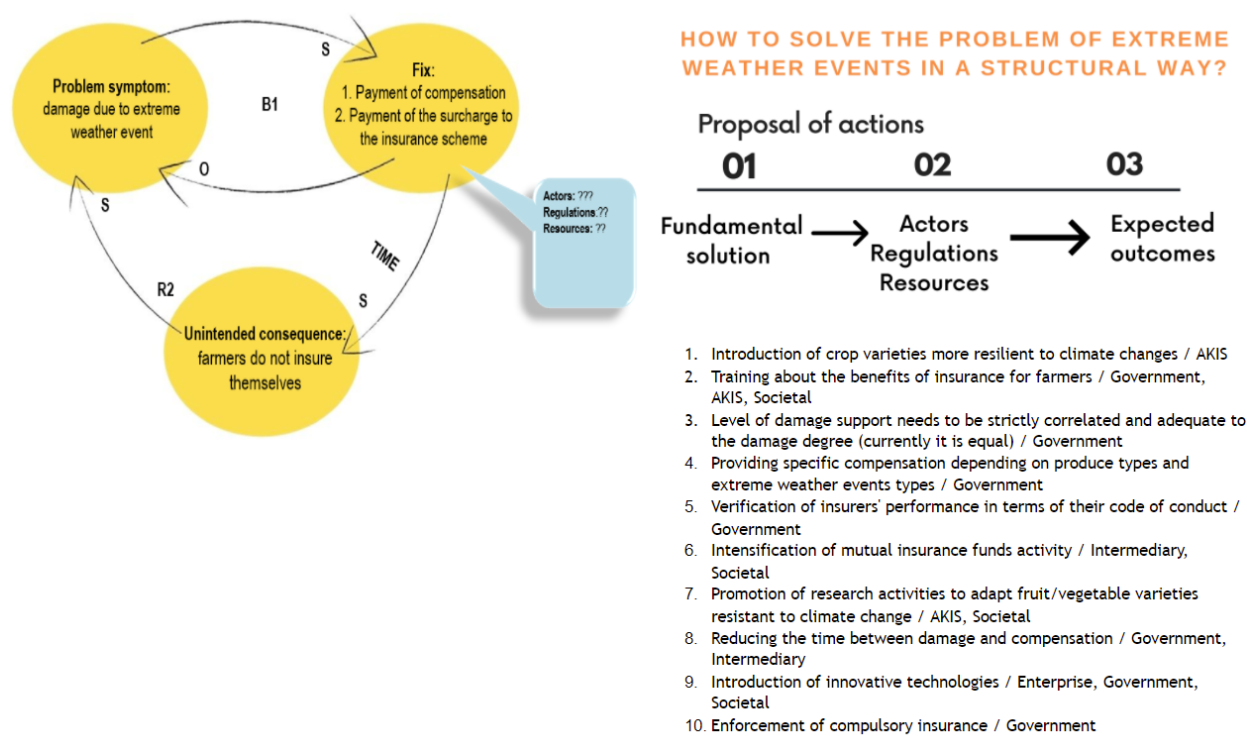 S
Problem symptom:
damage due to extreme
weather event
B1
Fix:
1. Payment of compensation
2. Payment of the surcharge to
the insurance scheme
O
S
Actors: ???
Regulations:??
Resources: ??
TIME
R2
S
Unintended consequence:
farmers do not insure
themselves
HOW TO SOLVE THE PROBLEM OF EXTREME
WEATHER EVENTS IN A STRUCTURAL WAY?
Proposal of actions
01 02 03
Fundamental
solution
Actors
Regulations
Resources
Expected
outcomes
1. Introduction of crop varieties more resilient to climate changes / AKIS
2. Training about the benefits of insurance for farmers / Government,
AKIS, Societal
3. Level of damage support needs to be strictly correlated and adequate to
the damage degree (currently it is equal) / Government
4. Providing specific compensation depending on produce types and
extreme weather events types / Government
5. Verification of insurers' performance in terms of their code of conduct /
Government
6. Intensification of mutual insurance funds activity / Intermediary,
Societal
7. Promotion of research activities to adapt fruit/vegetable varieties
resistant to climate change / AKIS, Societal
8. Reducing the time between damage and compensation / Government,
Intermediary
9. Introduction of innovative technologies / Enterprise, Government,
Societal
10. Enforcement of compulsory insurance / Government